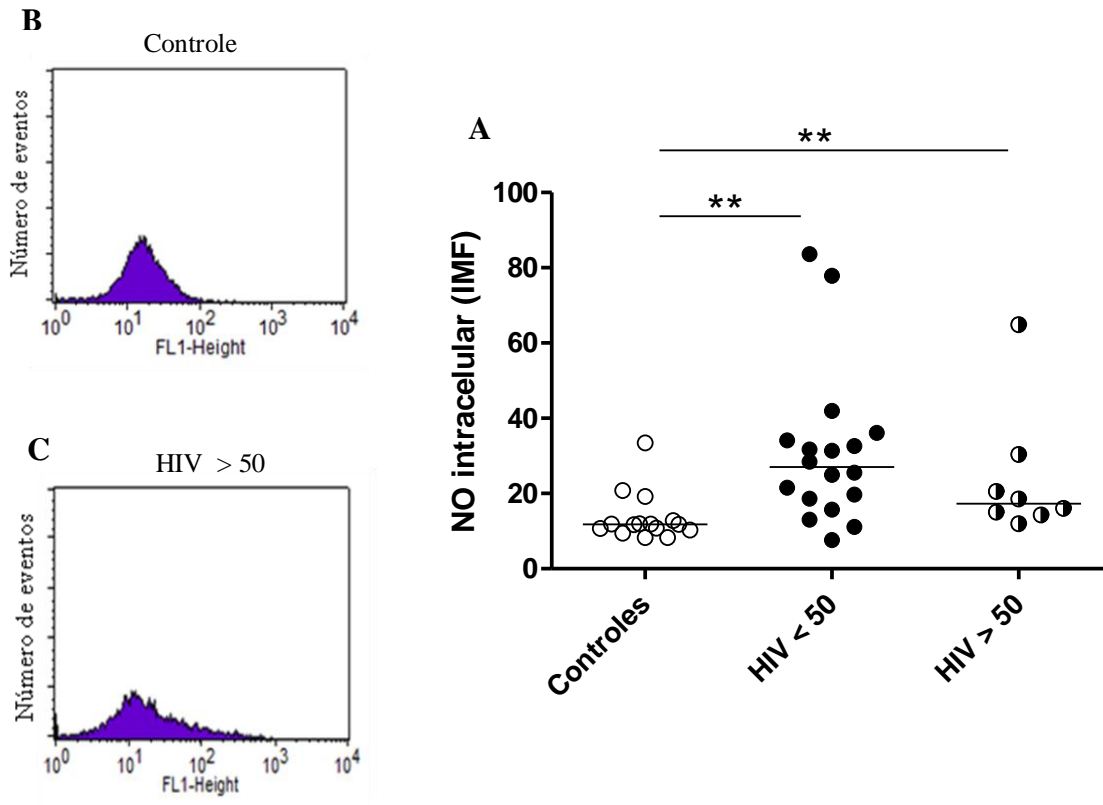 B
Controle
Número de eventos
10^0 10^1 10^2 10^3 10^4
FL1-Height
C
HIV > 50
Número de eventos
10^0 10^1 10^2 10^3 10^4
FL1-Height
A
**
**
NO intracelular (IMF)
100
80
60
40
20
0
Controles
HIV < 50
HIV > 50